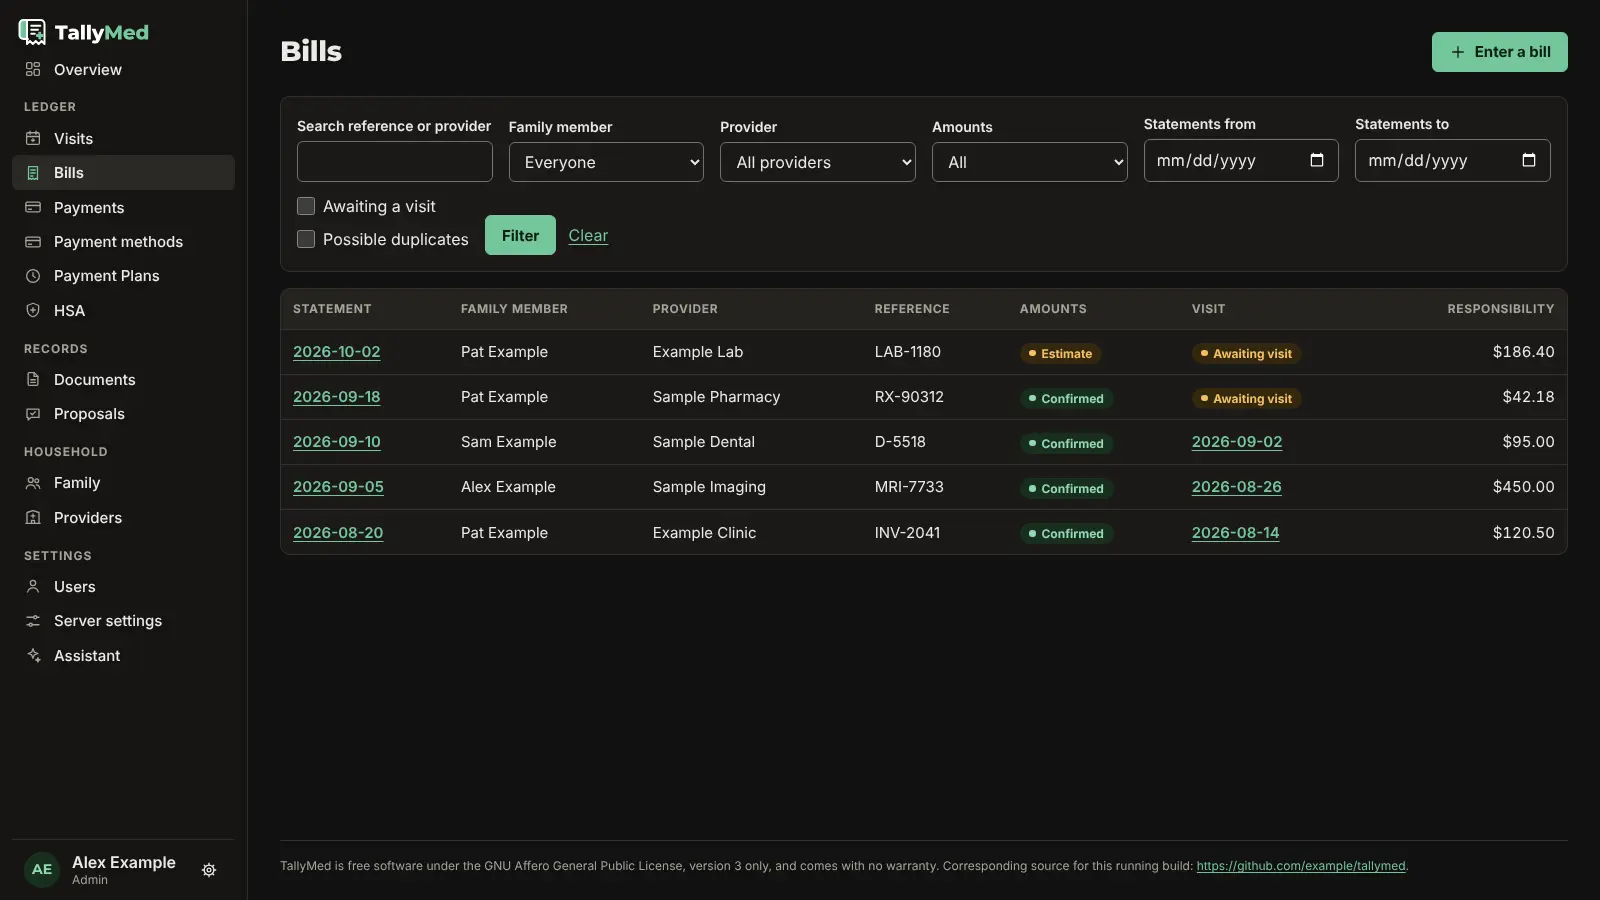 TallyMed
Overview
LEDGER
Visits
Bills
Payments
Payment methods
Payment Plans
HSA
RECORDS
Documents
Proposals
HOUSEHOLD
Family
Providers
SETTINGS
Users
Server settings
Assistant
AE
Alex Example
Admin
Bills
Enter a bill
Search reference or provider
Family member
Everyone
Provider
All providers
Amounts
All
Statements from
mm/dd/yyyy
Statements to
mm/dd/yyyy
Awaiting a visit
Possible duplicates
Filter
Clear
STATEMENT FAMILY MEMBER PROVIDER REFERENCE AMOUNTS VISIT RESPONSIBILITY
2026-10-02 Pat Example Example Lab LAB-1180 Estimate Awaiting visit $186.40
2026-09-18 Pat Example Sample Pharmacy RX-90312 Confirmed Awaiting visit $42.18
2026-09-10 Sam Example Sample Dental D-5518 Confirmed 2026-09-02 $95.00
2026-09-05 Alex Example Sample Imaging MRI-7733 Confirmed 2026-08-26 $450.00
2026-08-20 Pat Example Example Clinic INV-2041 Confirmed 2026-08-14 $120.50
TallyMed is free software under the GNU Affero General Public License, version 3 only, and comes with no warranty. Corresponding source for this running build: https://github.com/example/tallymed.